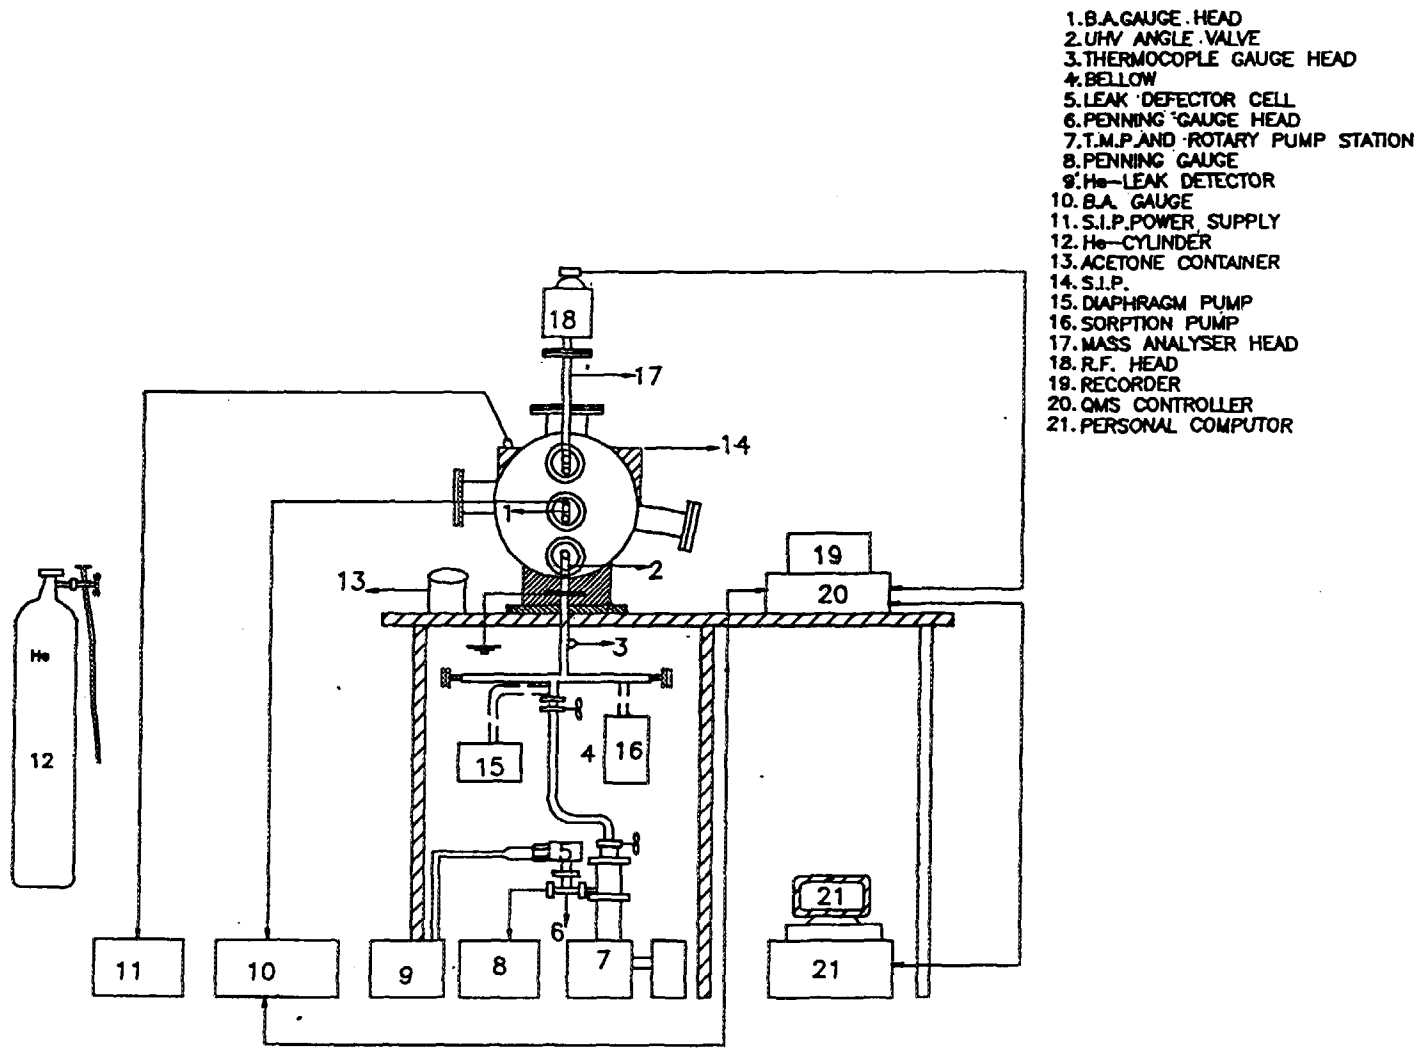 1.B.A.GAUGE.HEAD
2.UHV ANGLE.VALVE
3.THERMOCOPLE GAUGE HEAD
4.BELLOW
5.LEAK DEFECTOR CELL
6.PENNING GAUGE HEAD
7.T.M.P.AND ROTARY PUMP STATION
8.PENNING GAUGE
9.He-LEAK DETECTOR
10.B.A. GAUGE
11.S.I.P.POWER SUPPLY
12.He-CYLINDER
13.ACETONE CONTAINER
14.S.I.P.
15.DIAPHRAGM PUMP
16.SORPTION PUMP
17.MASS ANALYSER HEAD
18.R.F. HEAD
19.RECORDER
20.QMS CONTROLLER
21.PERSONAL COMPUTOR
18
17
14
1
19
13
2
20
3
He
12
15
4
16
5
21
6
11
10
9
8
7
21